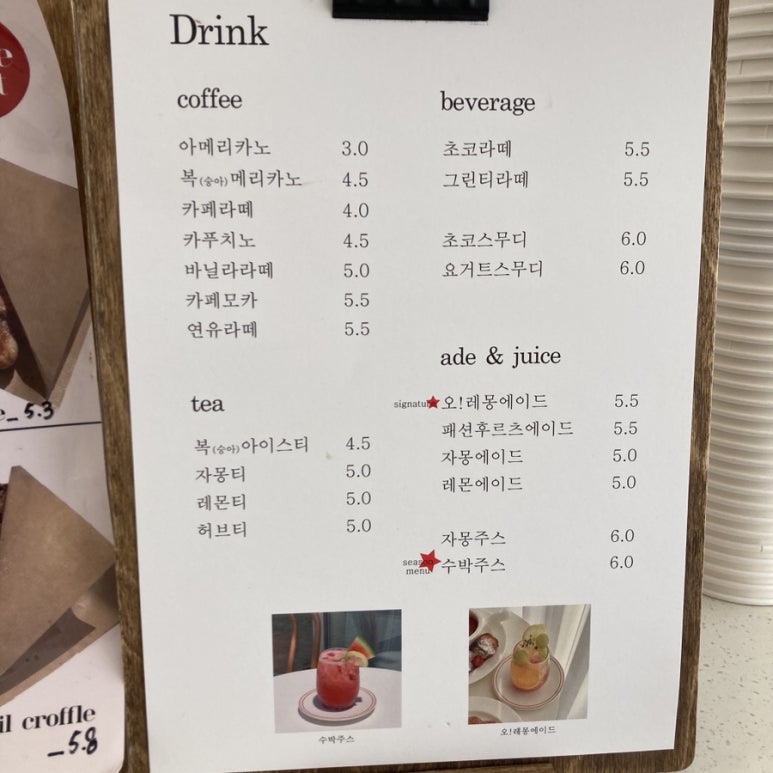 Drink
coffee
아메리카노 3.0
복(숭아)메리카노 4.5
카페라떼 4.0
카푸치노 4.5
바닐라라떼 5.0
카페모카 5.5
연유라떼 5.5
tea
복(숭아)아이스티 4.5
자몽티 5.0
레몬티 5.0
허브티 5.0
beverage
초코라떼 5.5
그린티라떼 5.5
초코스무디 6.0
요거트스무디 6.0
ade & juice
signature 오!레몽에이드 5.5
패션후르츠에이드 5.5
자몽에이드 5.0
레몬에이드 5.0
자몽주스 6.0
season
menu 수박주스 6.0
수박주스
오!레몽에이드
5.3
croffle
5.8